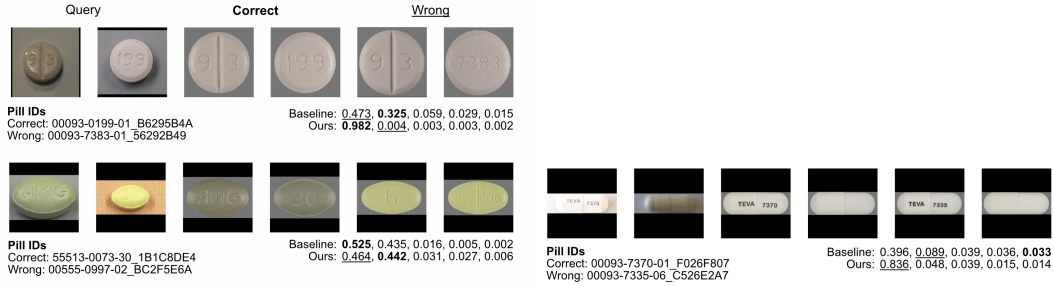 Query Correct Wrong
9 3 199 9 3 199 9 3 7383
Pill IDs
Correct: 00093-0199-01_B6295B4A
Wrong: 00093-7383-01_56292B49
Baseline: 0.473, 0.325, 0.059, 0.029, 0.015
Ours: 0.982, 0.004, 0.003, 0.003, 0.002
AMG AMG 30 b
Pill IDs
Correct: 55513-0073-30_1B1C8DE4
Wrong: 00555-0997-02_BC2F5E6A
Baseline: 0.525, 0.435, 0.016, 0.005, 0.002
Ours: 0.464, 0.442, 0.031, 0.027, 0.006
TEVA 7370 TEVA 7370 TEVA 7335
Pill IDs
Correct: 00093-7370-01_F026F807
Wrong: 00093-7335-06_C526E2A7
Baseline: 0.396, 0.089, 0.039, 0.036, 0.033
Ours: 0.836, 0.048, 0.039, 0.015, 0.014